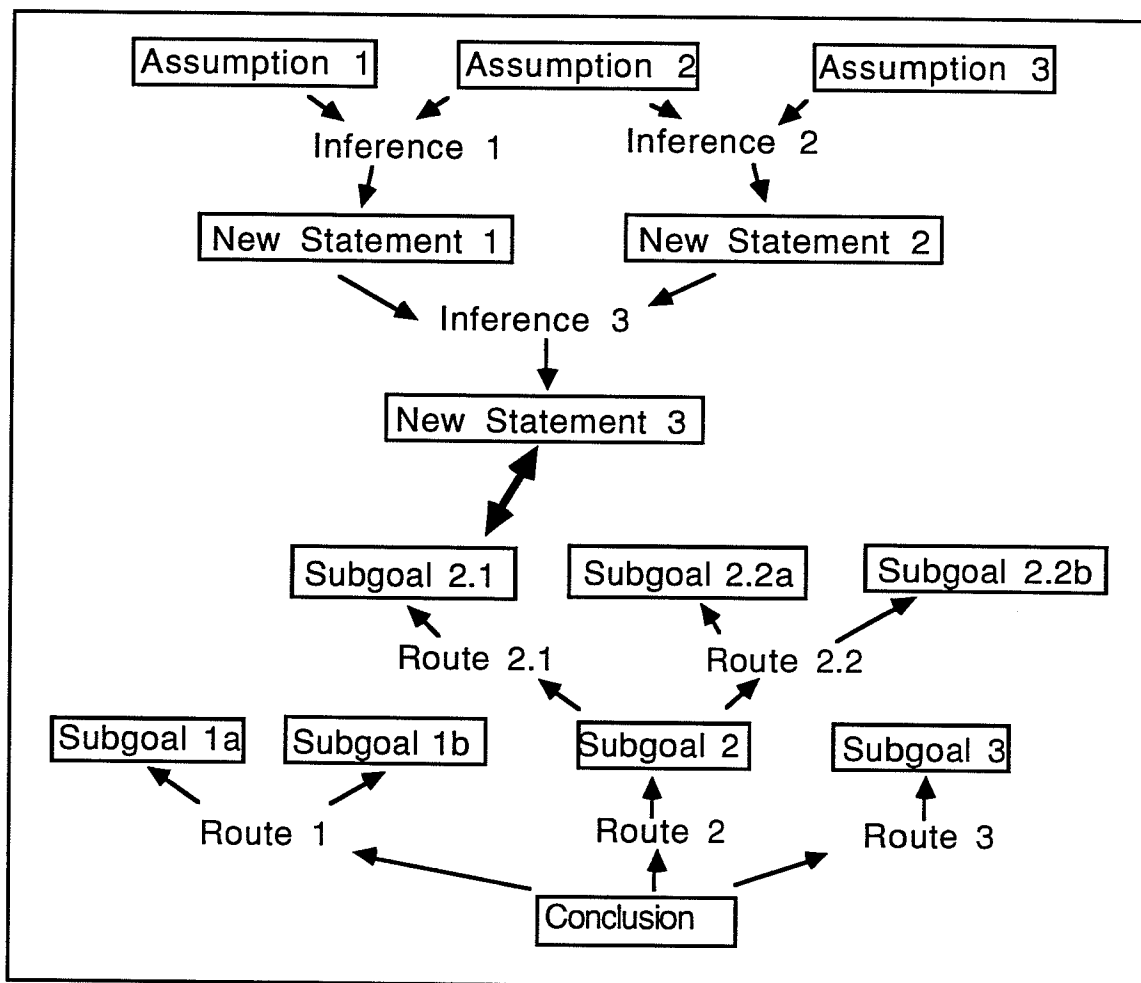 Assumption 1
Assumption 2
Assumption 3
Inference 1
Inference 2
New Statement 1
New Statement 2
Inference 3
New Statement 3
Subgoal 2.1
Subgoal 2.2a
Subgoal 2.2b
Route 2.1
Route 2.2
Subgoal 1a
Subgoal 1b
Subgoal 2
Subgoal 3
Route 1
Route 2
Route 3
Conclusion